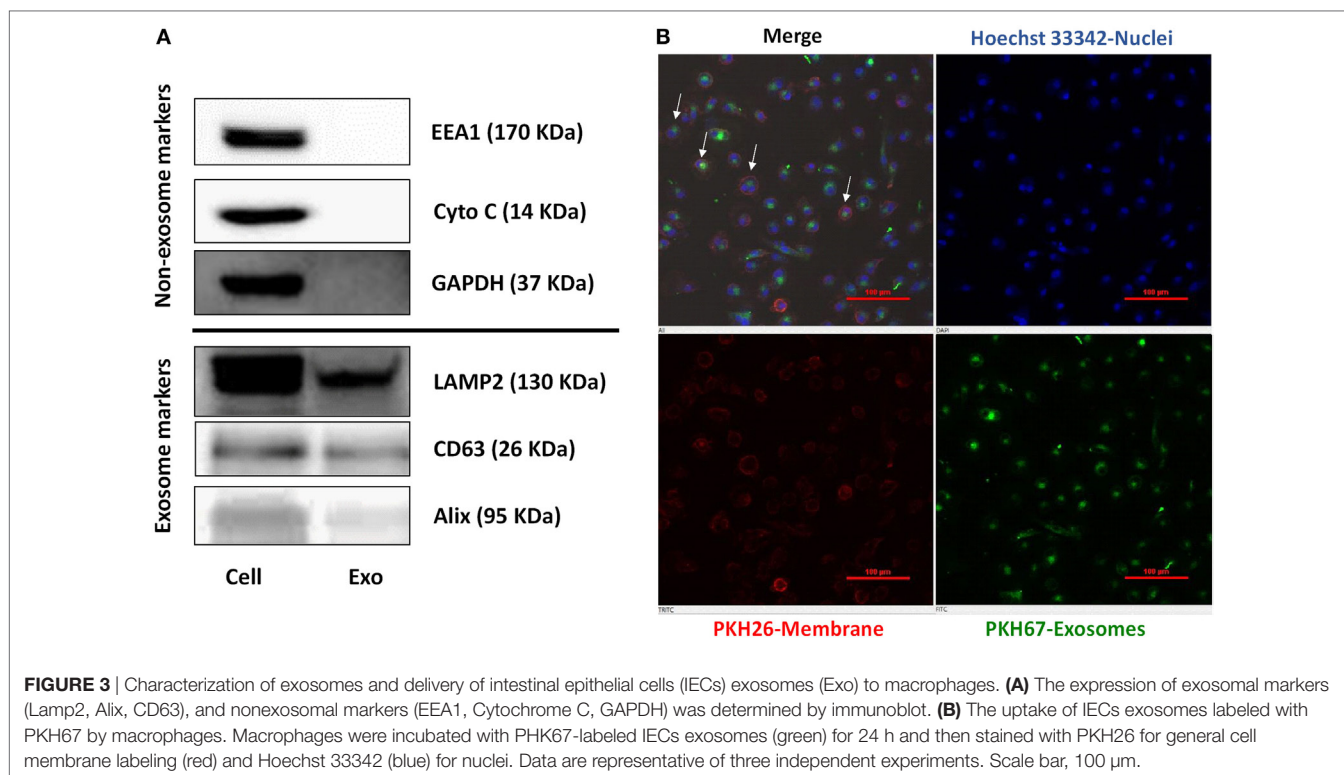 A
Non-exosome markers
EEA1 (170 KDa)
Cyto C (14 KDa)
GAPDH (37 KDa)
Exosome markers
LAMP2 (130 KDa)
CD63 (26 KDa)
Alix (95 KDa)
Cell Exo
B
Merge
Hoechst 33342-Nuclei
100 µm
100 µm
All
DAPI
100 µm
100 µm
TRITC
FITC
PKH26-Membrane
PKH67-Exosomes
FIGURE 3 | Characterization of exosomes and delivery of intestinal epithelial cells (IECs) exosomes (Exo) to macrophages. (A) The expression of exosomal markers
(Lamp2, Alix, CD63), and nonexosomal markers (EEA1, Cytochrome C, GAPDH) was determined by immunoblot. (B) The uptake of IECs exosomes labeled with
PKH67 by macrophages. Macrophages were incubated with PHK67-labeled IECs exosomes (green) for 24 h and then stained with PKH26 for general cell
membrane labeling (red) and Hoechst 33342 (blue) for nuclei. Data are representative of three independent experiments. Scale bar, 100 µm.